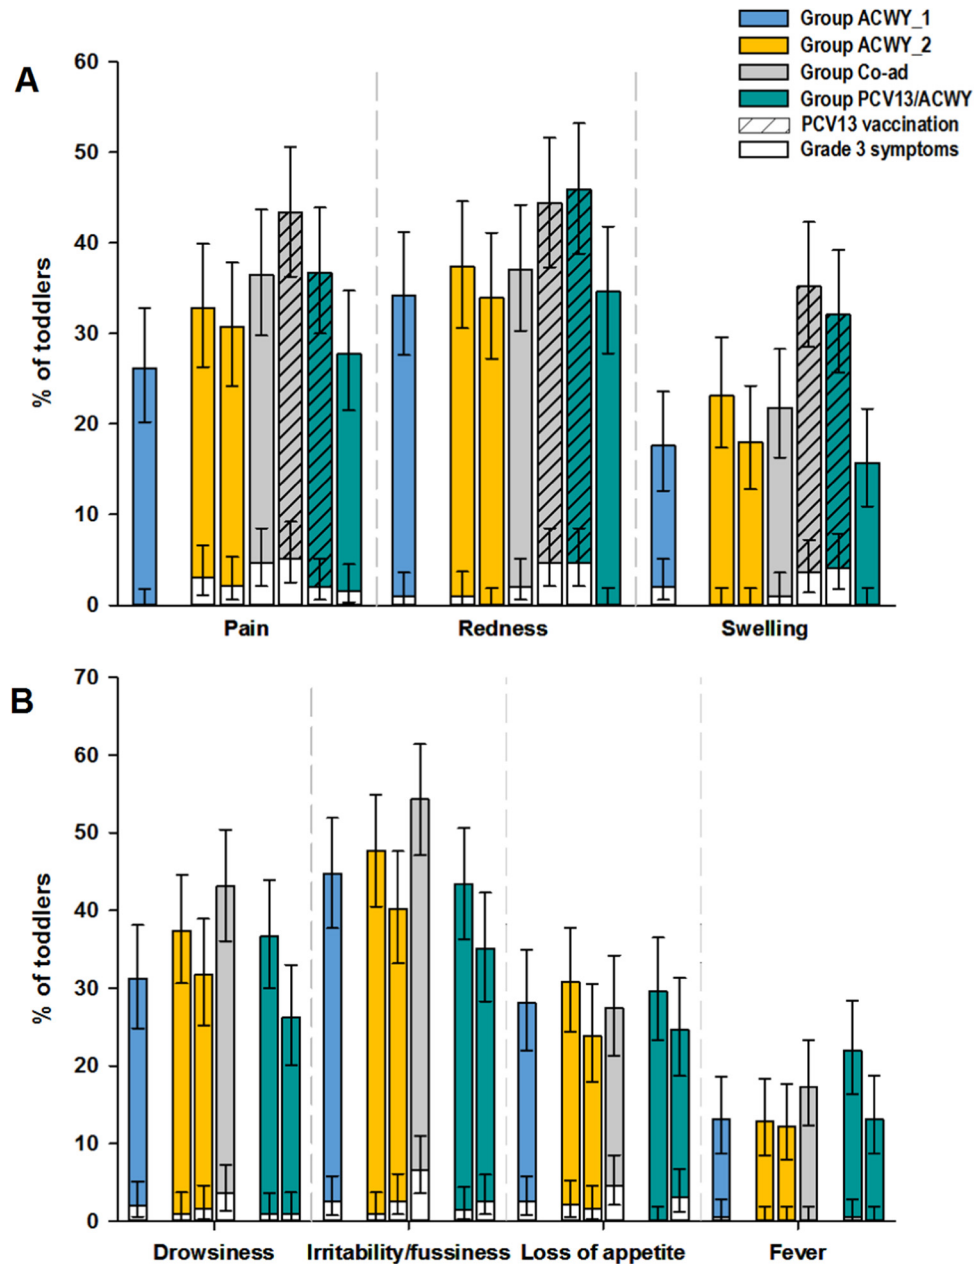 Group ACWY_1
Group ACWY_2
Group Co-ad
Group PCV13/ACWY
PCV13 vaccination
Grade 3 symptoms
A
% of toddlers
60
50
40
30
20
10
0
Pain Redness Swelling
B
% of toddlers
70
60
50
40
30
20
10
0
Drowsiness Irritability/fussiness Loss of appetite Fever